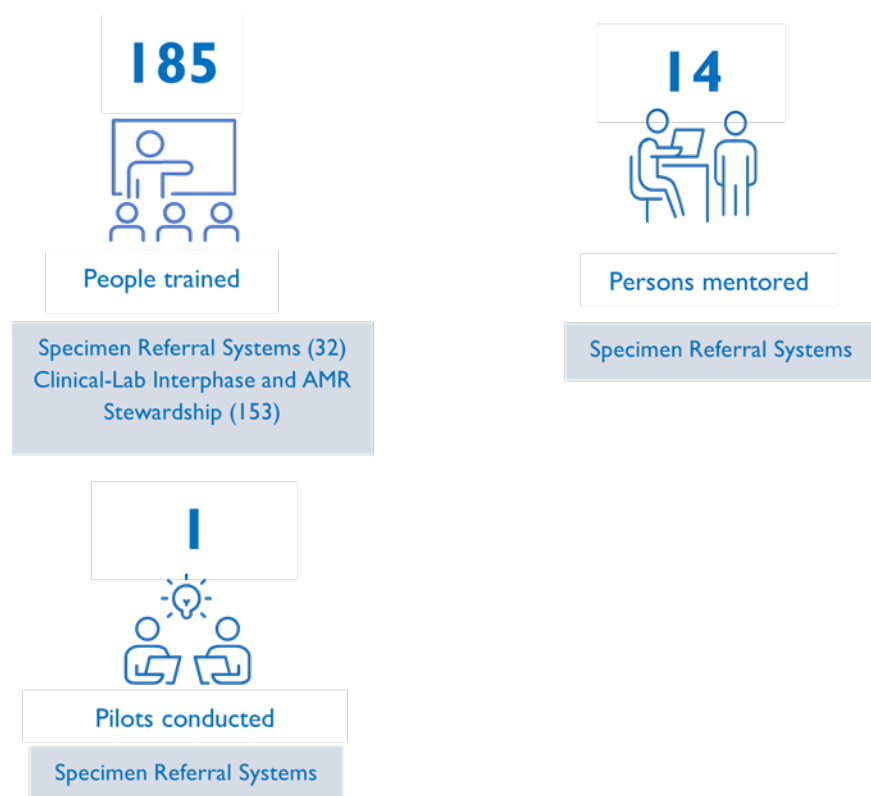 185
People trained
Specimen Referral Systems (32)
Clinical-Lab Interphase and AMR
Stewardship (153)
14
Persons mentored
Specimen Referral Systems
1
Pilots conducted
Specimen Referral Systems